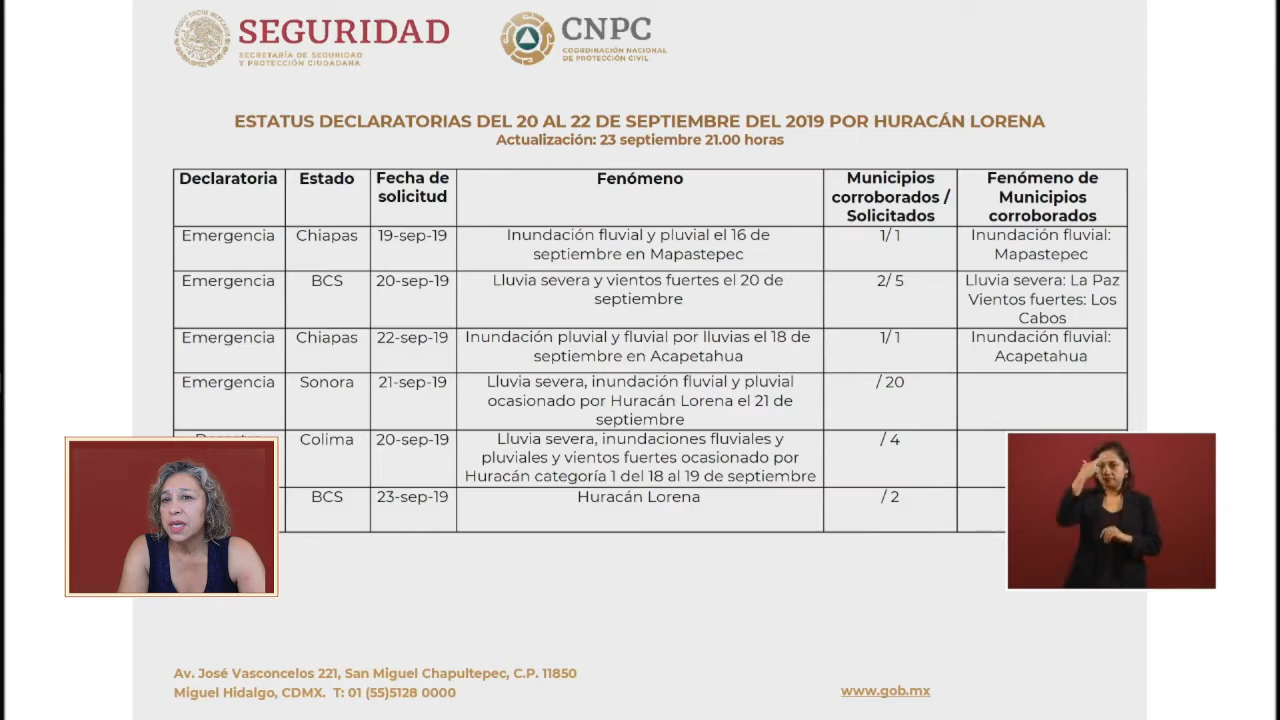 SEGURIDAD
SECRETARÍA DE SEGURIDAD
Y PROTECCIÓN CIUDADANA
CNPC
COORDINACIÓN NACIONAL
DE PROTECCIÓN CIVIL
ESTATUS DECLARATORIAS DEL 20 AL 22 DE SEPTIEMBRE DEL 2019 POR HURACÁN LORENA
Actualización: 23 septiembre 21.00 horas
Declaratoria
Estado
Fecha de
solicitud
Fenómeno
Municipios
corroborados /
Solicitados
Fenómeno de
Municipios
corroborados
Emergencia
Chiapas
19-sep-19
Inundación fluvial y pluvial el 16 de
septiembre en Mapastepec
1/ 1
Inundación fluvial:
Mapastepec
Emergencia
BCS
20-sep-19
Lluvia severa y vientos fuertes el 20 de
septiembre
2/ 5
Lluvia severa: La Paz
Vientos fuertes: Los
Cabos
Emergencia
Chiapas
22-sep-19
Inundación pluvial y fluvial por lluvias el 18 de
septiembre en Acapetahua
1/ 1
Inundación fluvial:
Acapetahua
Emergencia
Sonora
21-sep-19
Lluvia severa, inundación fluvial y pluvial
ocasionado por Huracán Lorena el 21 de
septiembre
/ 20
Colima
20-sep-19
Lluvia severa, inundaciones fluviales y
pluviales y vientos fuertes ocasionado por
Huracán categoría 1 del 18 al 19 de septiembre
/ 4
BCS
23-sep-19
Huracán Lorena
/ 2
Av. José Vasconcelos 221, San Miguel Chapultepec, C.P. 11850
Miguel Hidalgo, CDMX. T: 01 (55)5128 0000
www.gob.mx